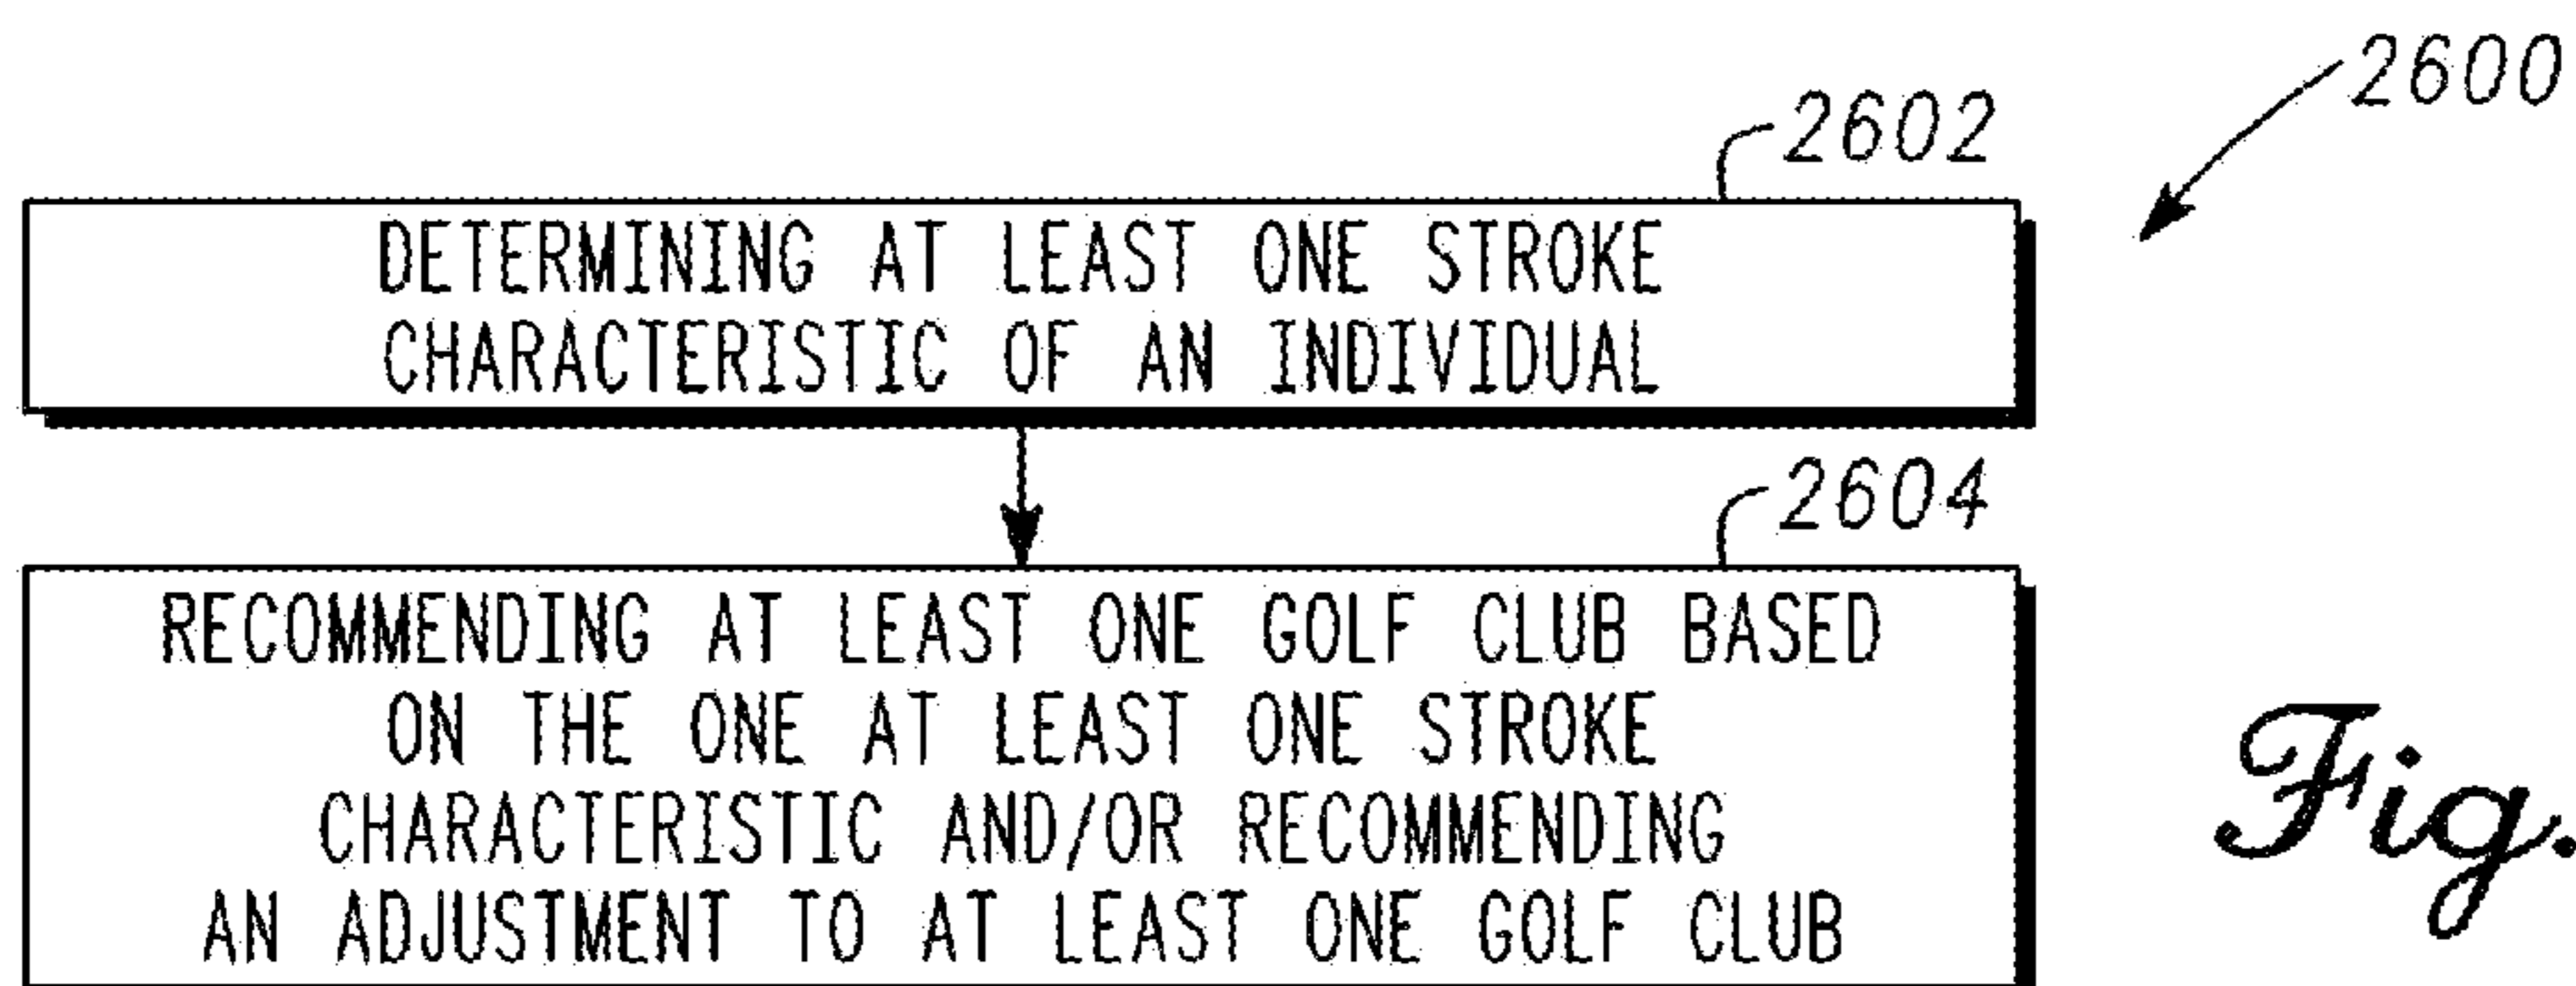 2600
2602
DETERMINING AT LEAST ONE STROKE
CHARACTERISTIC OF AN INDIVIDUAL
2604
RECOMMENDING AT LEAST ONE GOLF CLUB BASED
ON THE ONE AT LEAST ONE STROKE
CHARACTERISTIC AND/OR RECOMMENDING
AN ADJUSTMENT TO AT LEAST ONE GOLF CLUB
Fig.